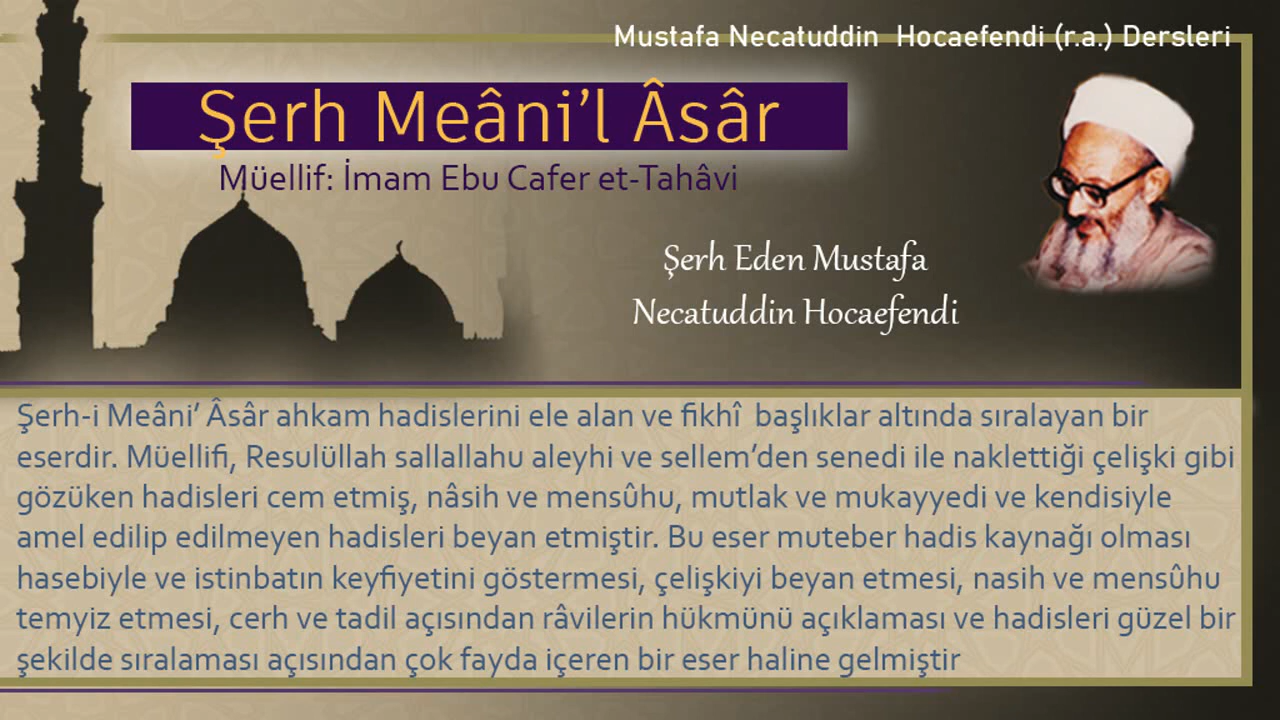 Mustafa Necatuddin Hocaefendi (r.a.) Dersleri
Şerh Meâni’l Âsâr
Müellif: İmam Ebu Cafer et-Tahâvi
Şerh Eden Mustafa
Necatuddin Hocaefendi
Şerh-i Meâni’ Âsâr ahkam hadislerini ele alan ve fikhî başlıklar altında sıralayan bir
eserdir. Müellifi, Resulüllah sallallahu aleyhi ve sellem’den senedi ile naklettiği çelişki gibi
gözüken hadisleri cem etmiş, nâsih ve mensûhu, mutlak ve mukayyedi ve kendisiyle
amel edilip edilmeyen hadisleri beyan etmiştir. Bu eser muteber hadis kaynağı olması
hasebiyle ve istinbatın keyfiyetini göstermesi, çelişkiyi beyan etmesi, nasih ve mensûhu
temyiz etmesi, cerh ve tadil açısından râvilerin hükmünü açıklaması ve hadisleri güzel bir
şekilde sıralaması açısından çok fayda içeren bir eser haline gelmiştir